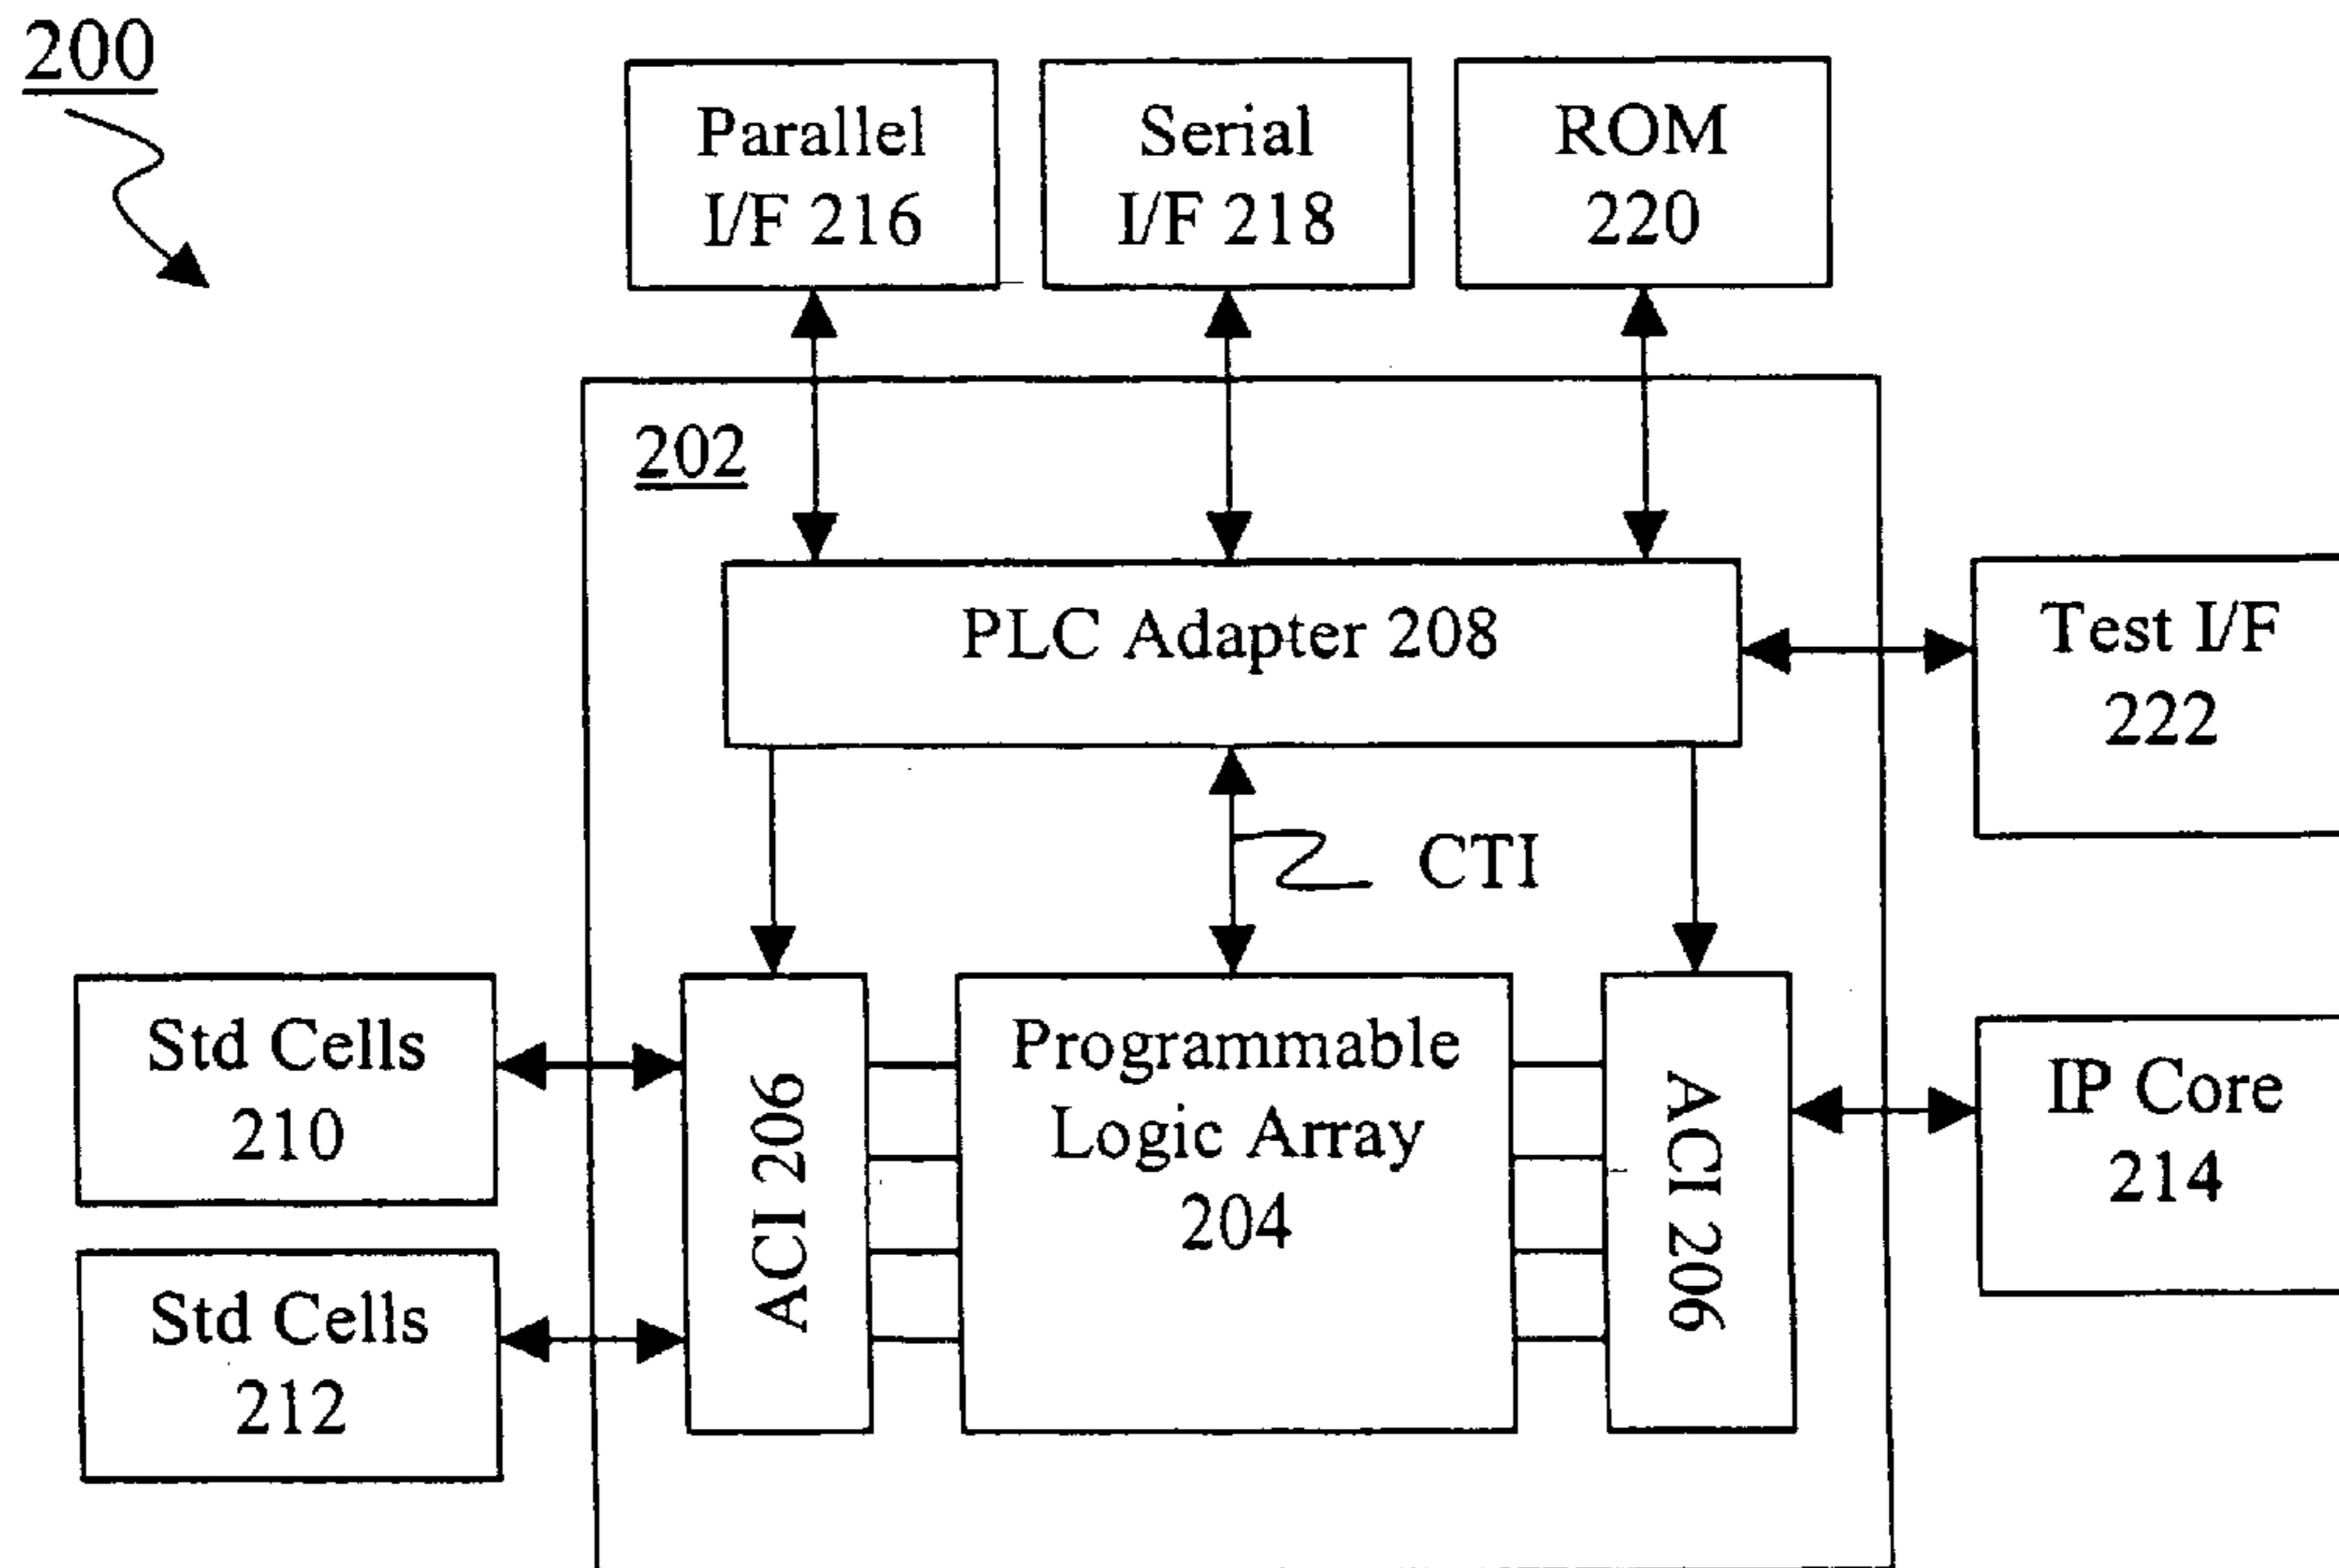 200
Parallel
I/F 216
Serial
I/F 218
ROM
220
202
PLC Adapter 208
Test I/F
222
CTI
Std Cells
210
Std Cells
212
ACI 206
Programmable
Logic Array
204
ACI 206
IP Core
214